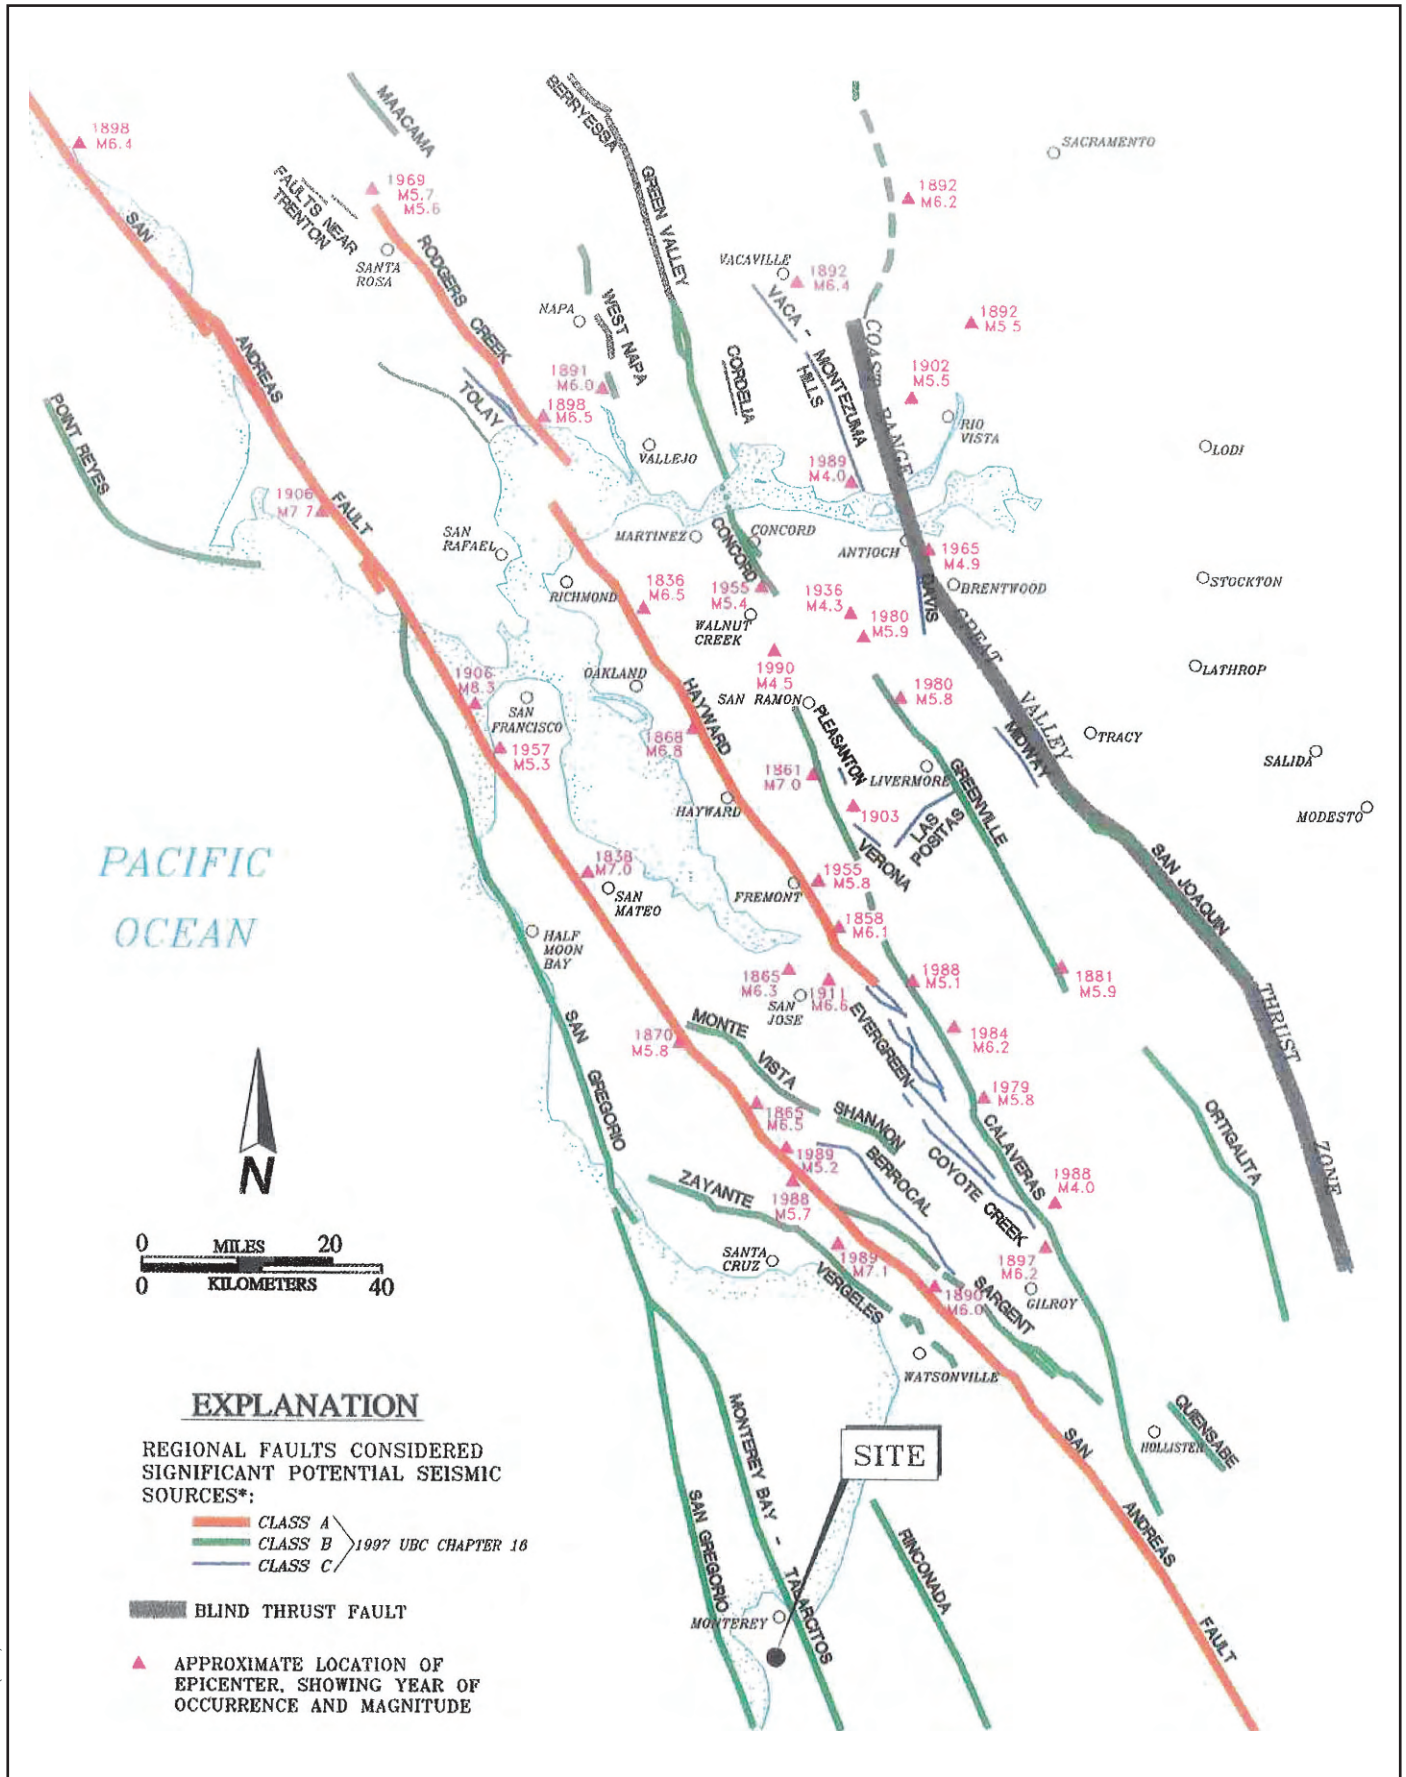 1898
M6.4
MAACAMA
BERRYESSA
SACRAMENTO
FAULTS NEAR
TRENTON
1969
M5.7
M5.6
SANTA
ROSA
RODGERS CREEK
GREEN VALLEY
1892
M6.2
VACAVILLE
1892
M6.4
SAN
ANDREAS
FAULT
NAPA
WEST NAPA
VACA - MONTEZUMA
HILLS
1892
M5 5
COAST RANGE
CORDELIA
1902
M5.5
TOLAY
1891
M6.0
1898
M6.5
POINT REYES
VALLEJO
RIO
VISTA
LODI
1989
M4.0
1906
M7 7
SAN
RAFAEL
MARTINEZ
CONCORD
CONCORD
ANTIOCH
1965
M4.9
RICHMOND
1836
M6.5
1955
M5.4
WALNUT
CREEK
1936
M4.3
1980
M5.9
DAVIS
BRENTWOOD
STOCKTON
GREAT
VALLEY
LATHROP
1906
M8.3
OAKLAND
HAYWARD
1990
M4 5
SAN RAMON
1980
M5.8
SAN
FRANCISCO
1957
M5.3
1868
M6.8
PLEASANTON
MIDWAY
TRACY
SALIDA
1861
M7 0
LIVERMORE
GREENVILLE
HAYWARD
1903
LAS
POSITAS
VERONA
MODESTO
PACIFIC
OCEAN
1838
M7.0
SAN
MATEO
FREMONT
1955
M5.8
SAN JOAQUIN
HALF
MOON
BAY
1858
M6.1
1865
M6.3
SAN
JOSE
1911
M6.6
1988
M5.1
1881
M5.9
THRUST
ZONE
SAN
GREGORIO
1870
M5.8
MONTE
VISTA
EVERGREEN
1984
M6.2
1979
M5.8
1865
M6.5
SHANNON
BERROCAL
CALAVERAS
ORTIGALITA
1989
M5.2
COYOTE CREEK
N
ZAYANTE
1988
M5.7
1988
M4.0
0 MILES 20
0 KILOMETERS 40
SANTA
CRUZ
1989
M7.1
VERGELES
1897
M6.2
GILROY
1890
M6.0
SARGENT
WATSONVILLE
EXPLANATION
REGIONAL FAULTS CONSIDERED
SIGNIFICANT POTENTIAL SEISMIC
SOURCES*:
CLASS A
CLASS B
CLASS C
1997 UBC CHAPTER 16
BLIND THRUST FAULT
APPROXIMATE LOCATION OF
EPICENTER, SHOWING YEAR OF
OCCURRENCE AND MAGNITUDE
SITE
MONTEREY BAY - TALARCITOS
SAN GREGORIO
MONTEREY
RINCONADA
HOLLISTER
QUIENSABE
SAN
ANDREAS
FAULT